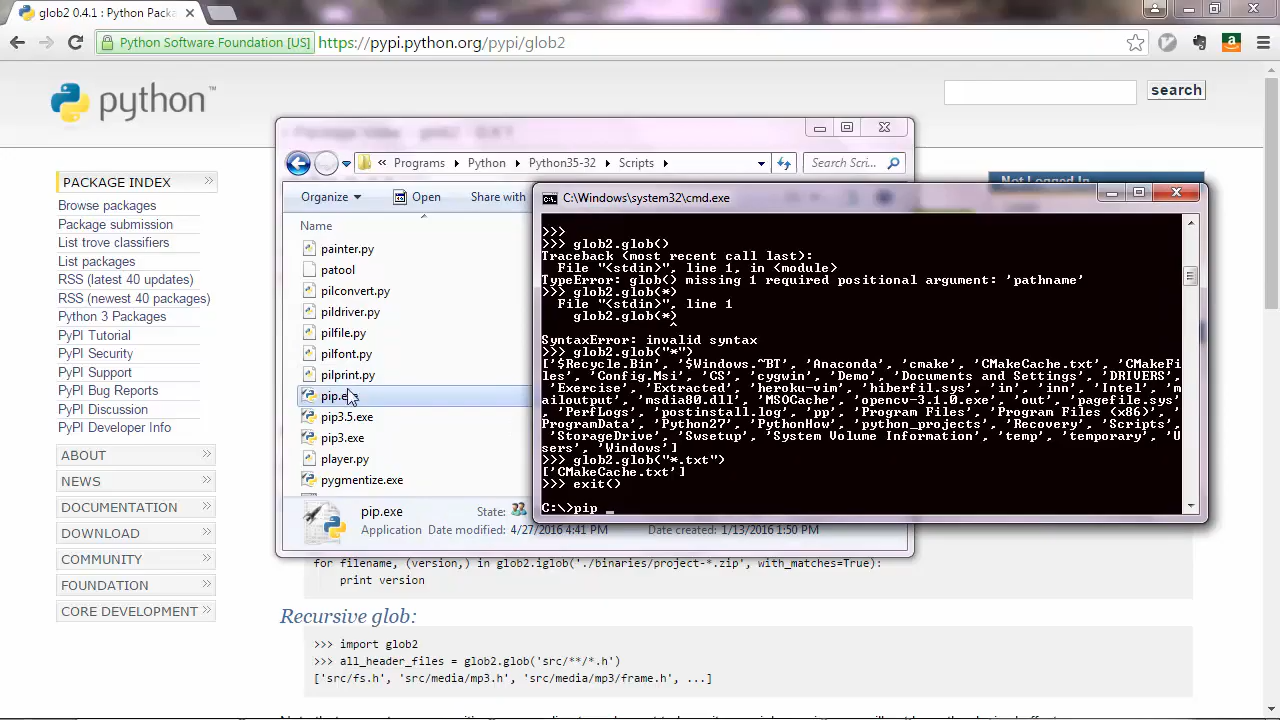 glob2 0.4.1 : Python Pack
Python Software Foundation [US]
https://pypi.python.org/pypi/glob2
python™
search
PACKAGE INDEX
Browse packages
Package submission
List trove classifiers
List packages
RSS (latest 40 updates)
RSS (newest 40 packages)
Python 3 Packages
PyPI Tutorial
PyPI Security
PyPI Support
PyPI Bug Reports
PyPI Discussion
PyPI Developer Info
ABOUT
NEWS
DOCUMENTATION
DOWNLOAD
COMMUNITY
FOUNDATION
CORE DEVELOPMENT
Not Logged In
« Programs Python Python35-32 Scripts
Search Scri...
Organize
Open
Share with
Name
painter.py
patool
pilconvert.py
pildriver.py
pilfile.py
pilfont.py
pilprint.py
pip3.5.exe
pip3.exe
player.py
pygmentize.exe
pip.exe
State:
Application
Date modified: 4/27/2016 4:41 PM
Date created: 1/13/2016 1:50 PM
C:\Windows\system32\cmd.exe
>>>
>>> glob2.glob()
Traceback (most recent call last):
File "<stdin>", line 1, in <module>
TypeError: glob() missing 1 required positional argument: 'pathname'
>>> glob2.glob(*)
File "<stdin>", line 1
glob2.glob(*)
^
SyntaxError: invalid syntax
>>> glob2.glob("*")
['$Recycle.Bin', '$Windows.~BT', 'Anaconda', 'cmake', 'CMakeCache.txt', 'CMakeFi
les', 'Config.Msi', 'CS', 'cygwin', 'Demo', 'Documents and Settings', 'DRIVERS',
'Exercise', 'Extracted', 'heroku-vim', 'hiberfil.sys', 'in', 'inn', 'Intel', 'm
ailoutput', 'msdia80.dll', 'MSOCache', 'opencv-3.1.0.exe', 'out', 'pagefile.sys'
, 'PerfLogs', 'postinstall.log', 'pp', 'Program Files', 'Program Files (x86)', '
ProgramData', 'Python27', 'PythonHow', 'python_projects', 'Recovery', 'Scripts',
'StorageDrive', 'Swsetup', 'System Volume Information', 'temp', 'temporary', 'U
sers', 'Windows']
>>> glob2.glob("*.txt")
['CMakeCache.txt']
>>> exit()
C:\>pip _
for filename, (version,) in glob2.iglob('./binaries/project-*.zip', with_matches=True):
print version
Recursive glob:
>>> import glob2
>>> all_header_files = glob2.glob('src/**/*.h')
['src/fs.h', 'src/media/mp3.h', 'src/media/mp3/frame.h', ...]